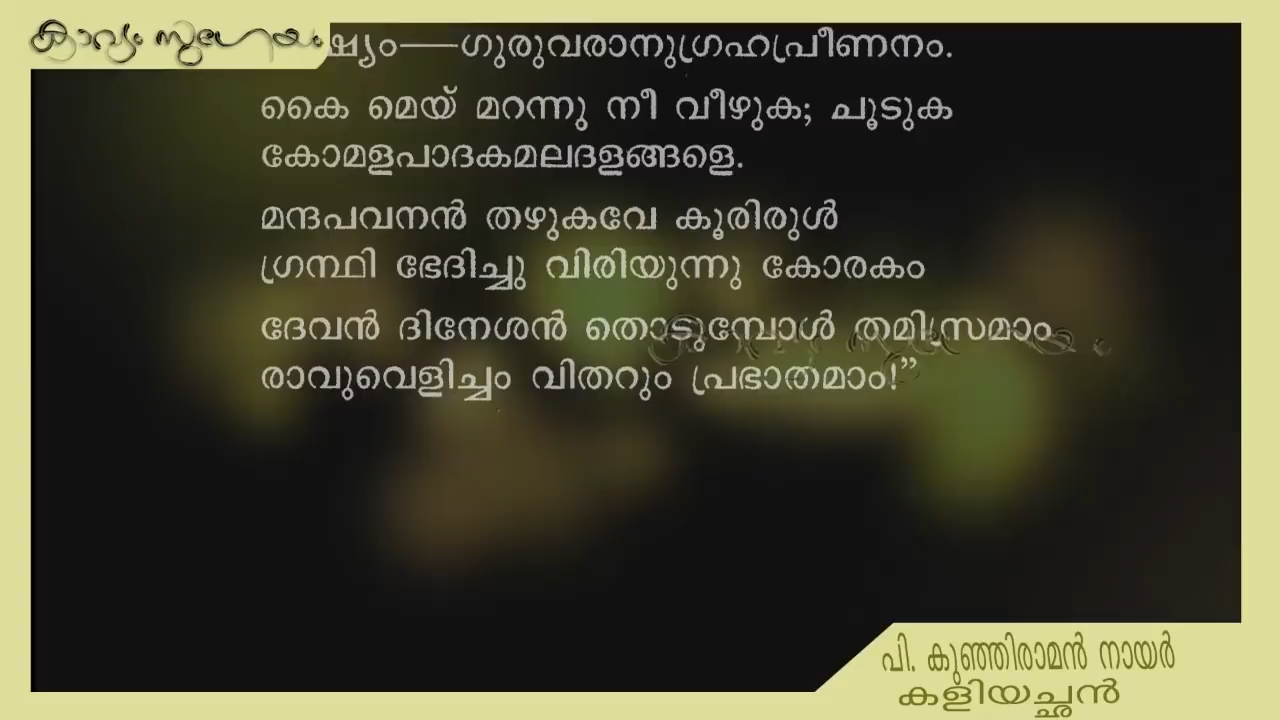 കാവ്യം സുഗേയം
ഷ്യം——ഗുരുവരാനുഗ്രഹപ്രീണനം.
കൈ മെയ് മറന്നു നീ വീഴുക; ചൂടുക
കോമളപാദകമലദളങ്ങളെ.
മന്ദപവനൻ തഴുകവേ കൂരിരുൾ
ഗ്രന്ഥി ഭേദിച്ചു വിരിയുന്നു കോരകം
ദേവൻ ദിനേശൻ തൊടുമ്പോൾ തമിസ്രമാം
രാവുവെളിച്ചം വിതറും പ്രഭാതമാം!”
പി. കുഞ്ഞിരാമൻ നായർ
കളിയച്ഛൻ